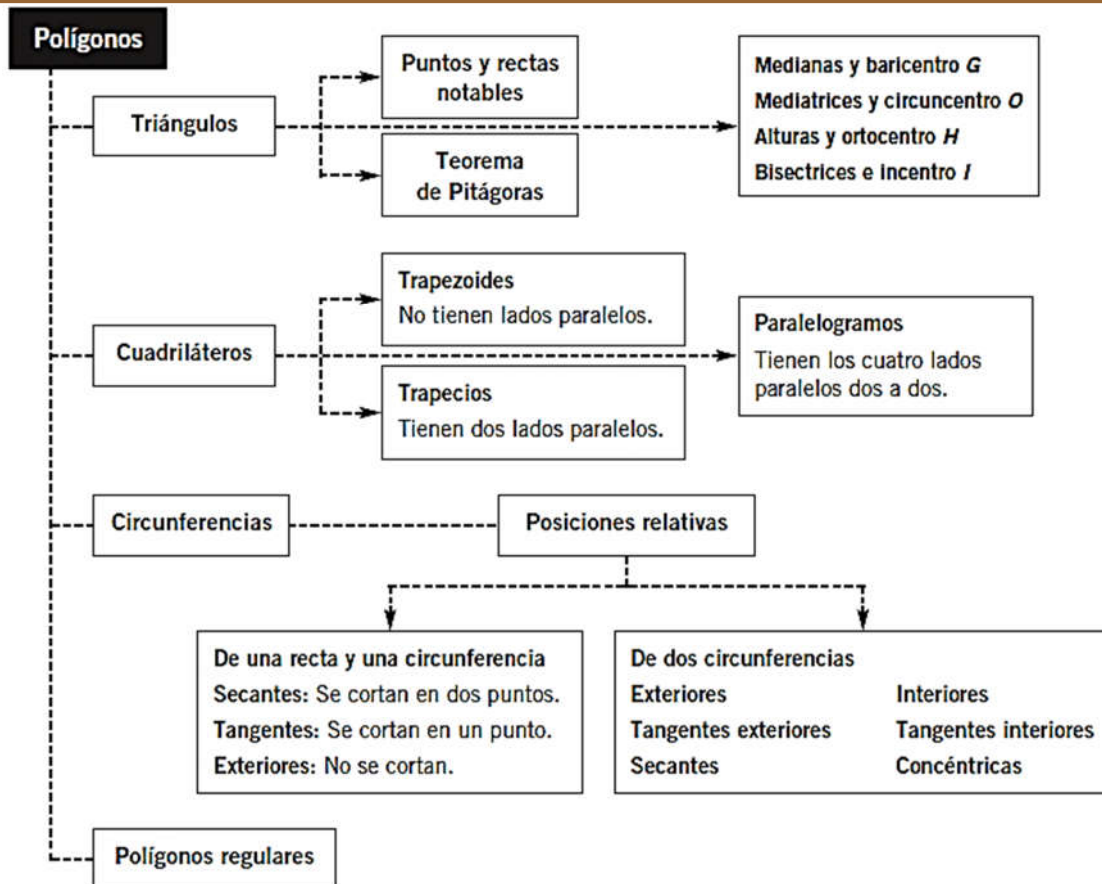 Polígonos
Triángulos
Puntos y rectas
notables
Teorema
de Pitágoras
Medianas y baricentro G
Mediatrices y circuncentro O
Alturas y ortocentro H
Bisectrices e incentro I
Cuadriláteros
Trapezoides
No tienen lados paralelos.
Trapecios
Tienen dos lados paralelos.
Paralelogramos
Tienen los cuatro lados
paralelos dos a dos.
Circunferencias
Posiciones relativas
De una recta y una circunferencia
Secantes: Se cortan en dos puntos.
Tangentes: Se cortan en un punto.
Exteriores: No se cortan.
De dos circunferencias
Exteriores Interiores
Tangentes exteriores Tangentes interiores
Secantes Concéntricas
Polígonos regulares